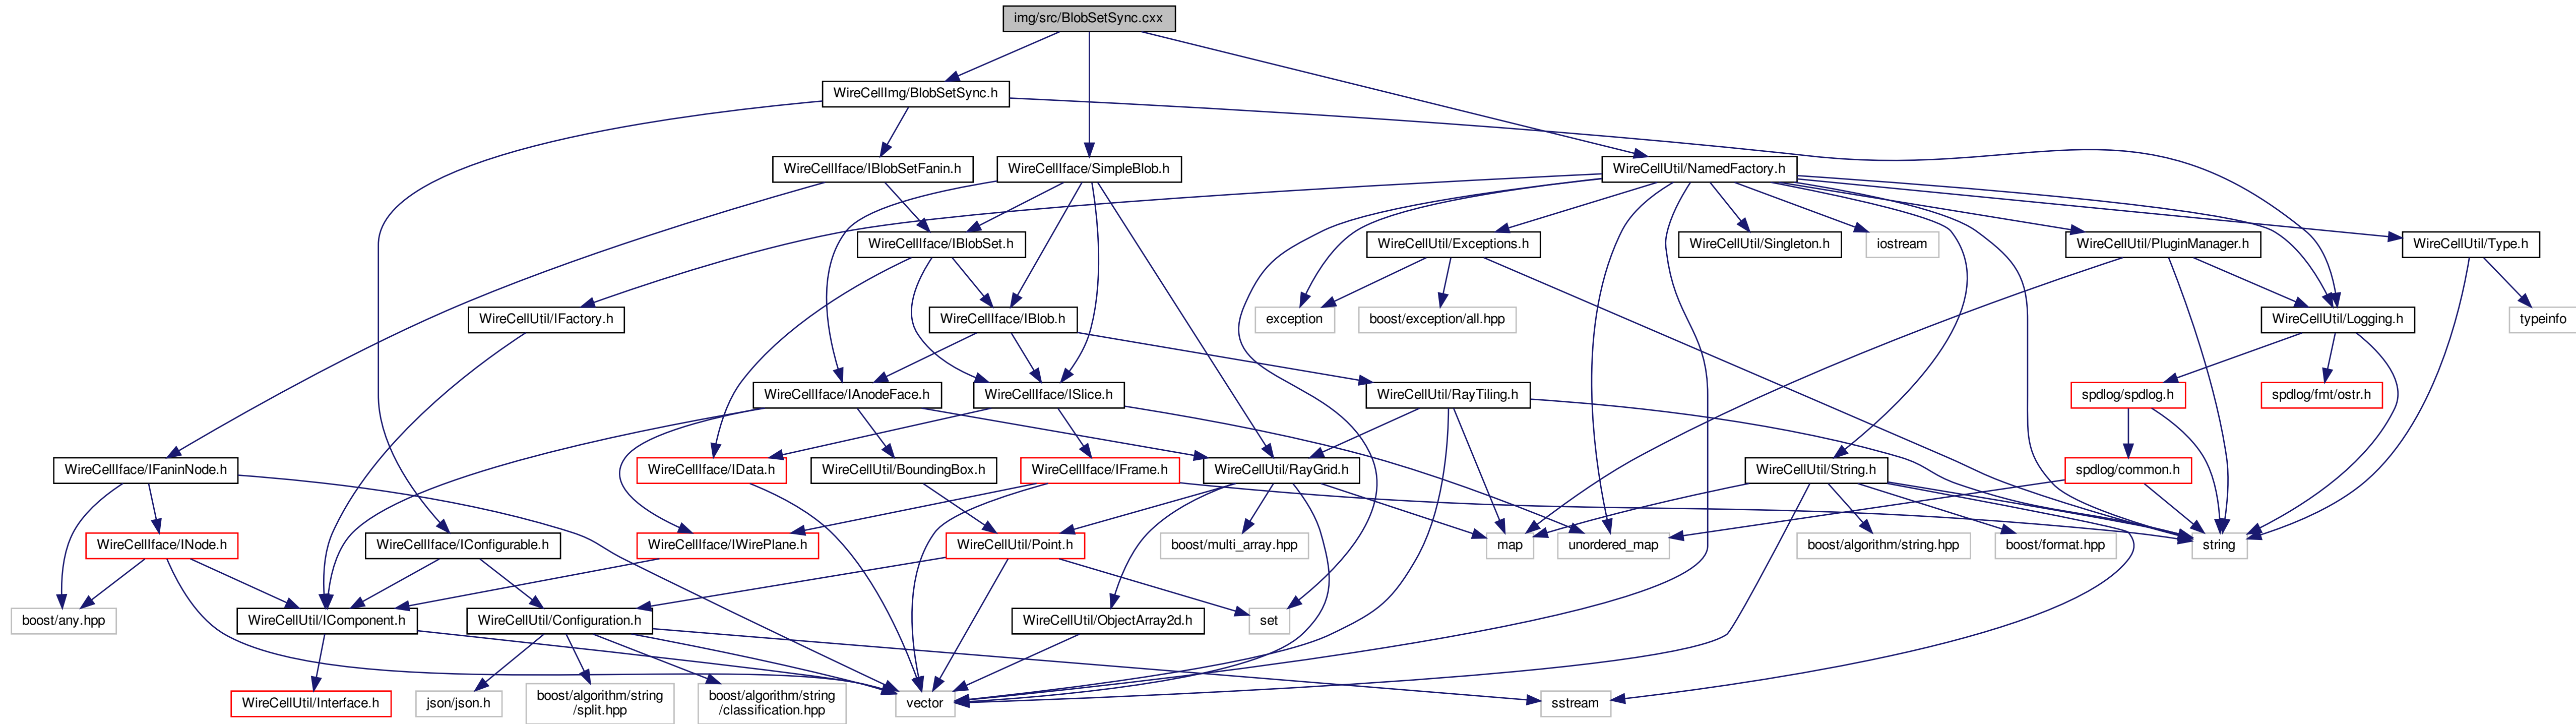 img/src/BlobSetSync.cxx
WireCellImg/BlobSetSync.h
WireCellIface/IBlobSetFanin.h
WireCellIface/SimpleBlob.h
WireCellUtil/NamedFactory.h
WireCellIface/IBlobSet.h
WireCellUtil/Exceptions.h
WireCellUtil/Singleton.h
iostream
WireCellUtil/PluginManager.h
WireCellUtil/Type.h
WireCellUtil/IFactory.h
WireCellIface/IBlob.h
exception
boost/exception/all.hpp
WireCellUtil/Logging.h
typeinfo
WireCellIface/IAnodeFace.h
WireCellIface/ISlice.h
WireCellUtil/RayTiling.h
spdlog/spdlog.h
spdlog/fmt/ostr.h
WireCellIface/IFaninNode.h
WireCellIface/IData.h
WireCellUtil/BoundingBox.h
WireCellIface/IFrame.h
WireCellUtil/RayGrid.h
WireCellUtil/String.h
spdlog/common.h
WireCellIface/INode.h
WireCellIface/IConfigurable.h
WireCellIface/IWirePlane.h
WireCellUtil/Point.h
boost/multi_array.hpp
map
unordered_map
boost/algorithm/string.hpp
boost/format.hpp
string
boost/any.hpp
WireCellUtil/IComponent.h
WireCellUtil/Configuration.h
WireCellUtil/ObjectArray2d.h
set
WireCellUtil/Interface.h
json/json.h
boost/algorithm/string
/split.hpp
boost/algorithm/string
/classification.hpp
vector
sstream